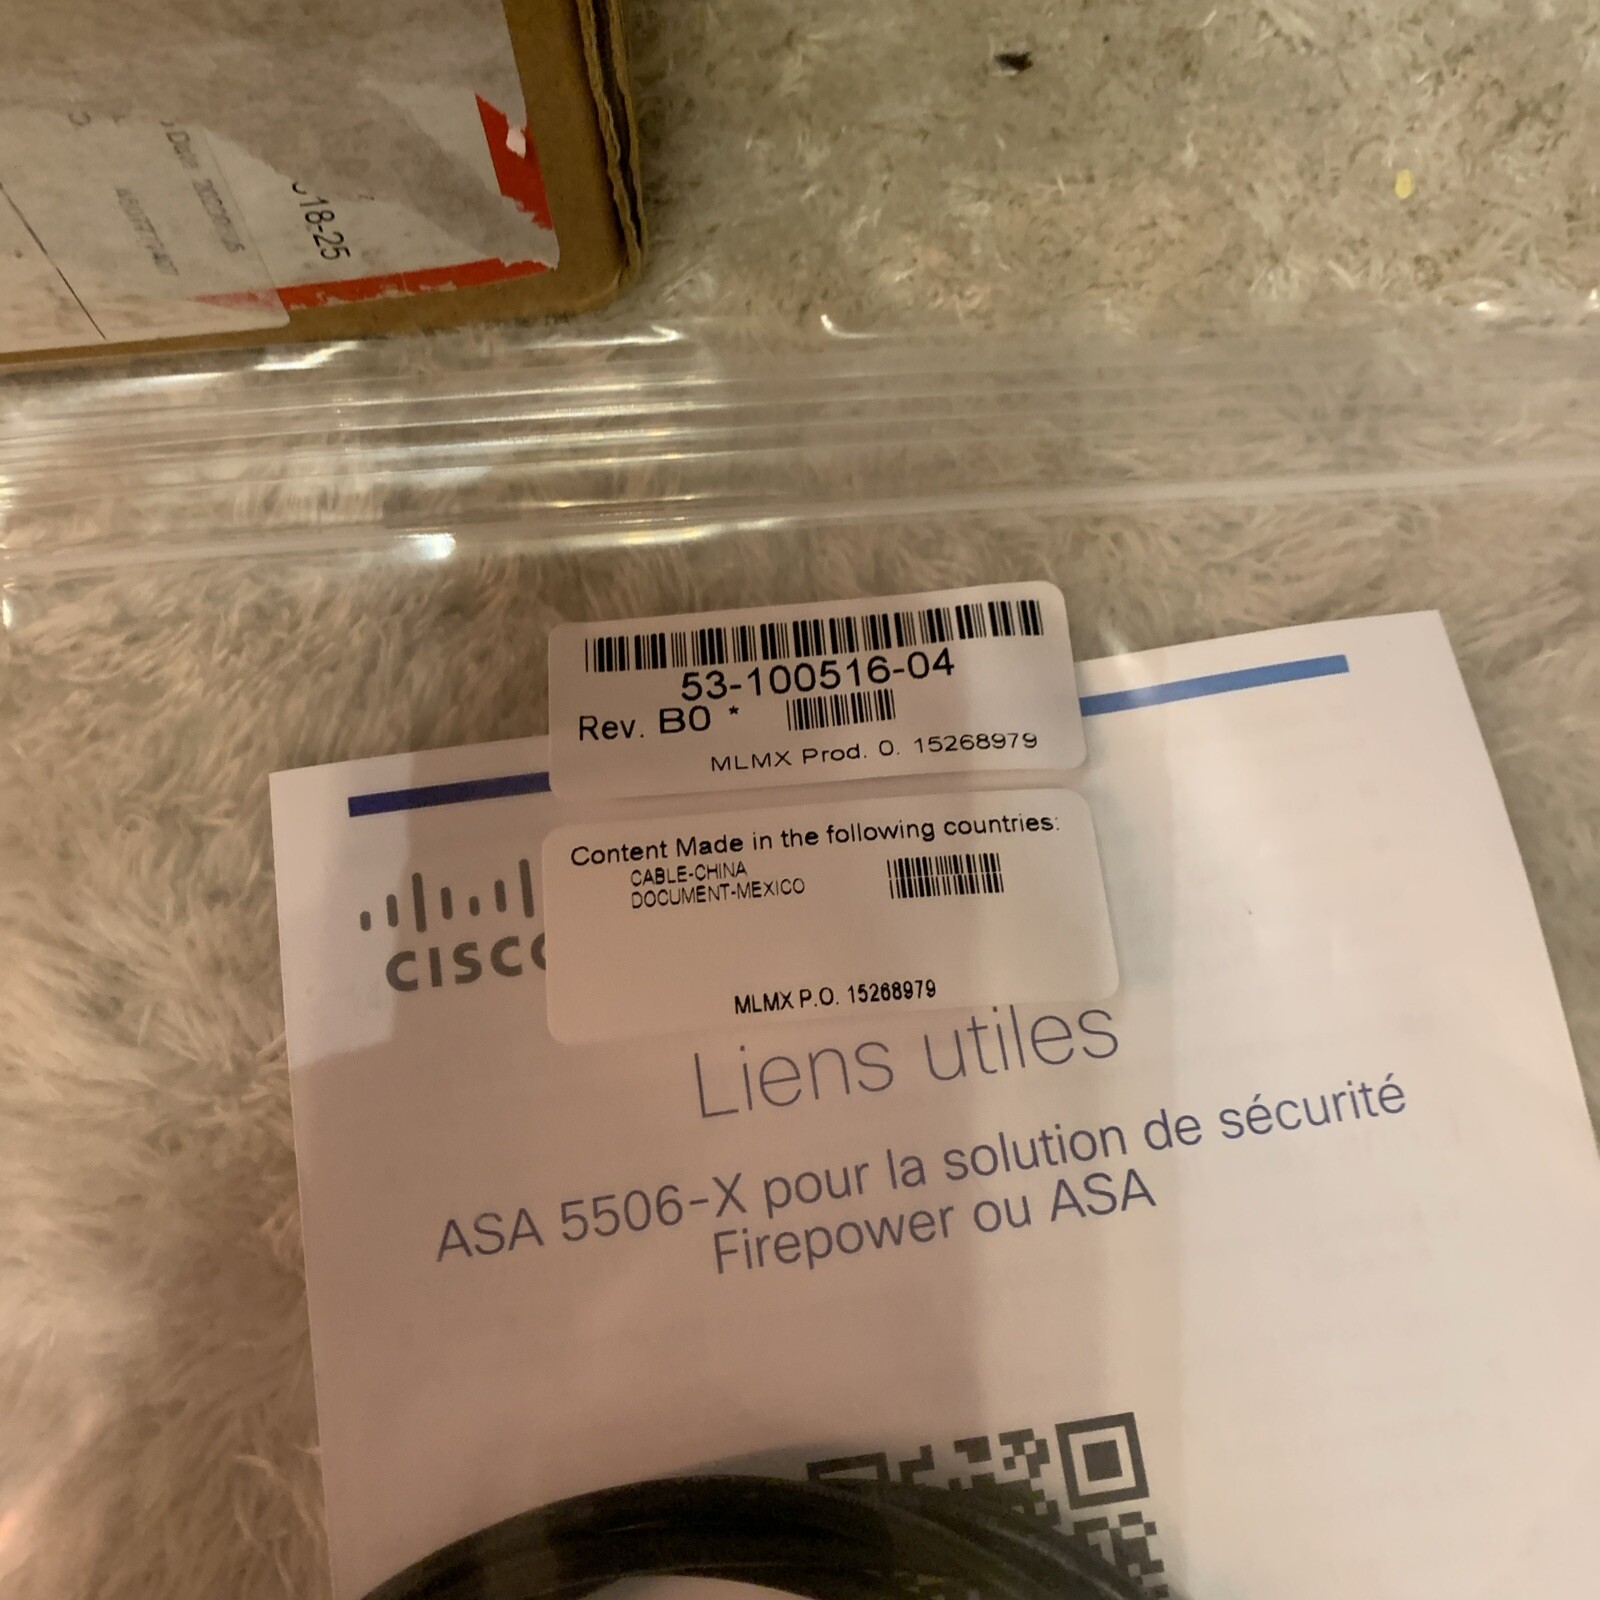 18-25
53-100516-04
Rev. B0 *
MLMX Prod. O. 15268979
Content Made in the following countries:
CABLE-CHINA
DOCUMENT-MEXICO
MLMX P.O. 15268979
CISCO
Liens utiles
ASA 5506-X pour la solution de sécurité
Firepower ou ASA